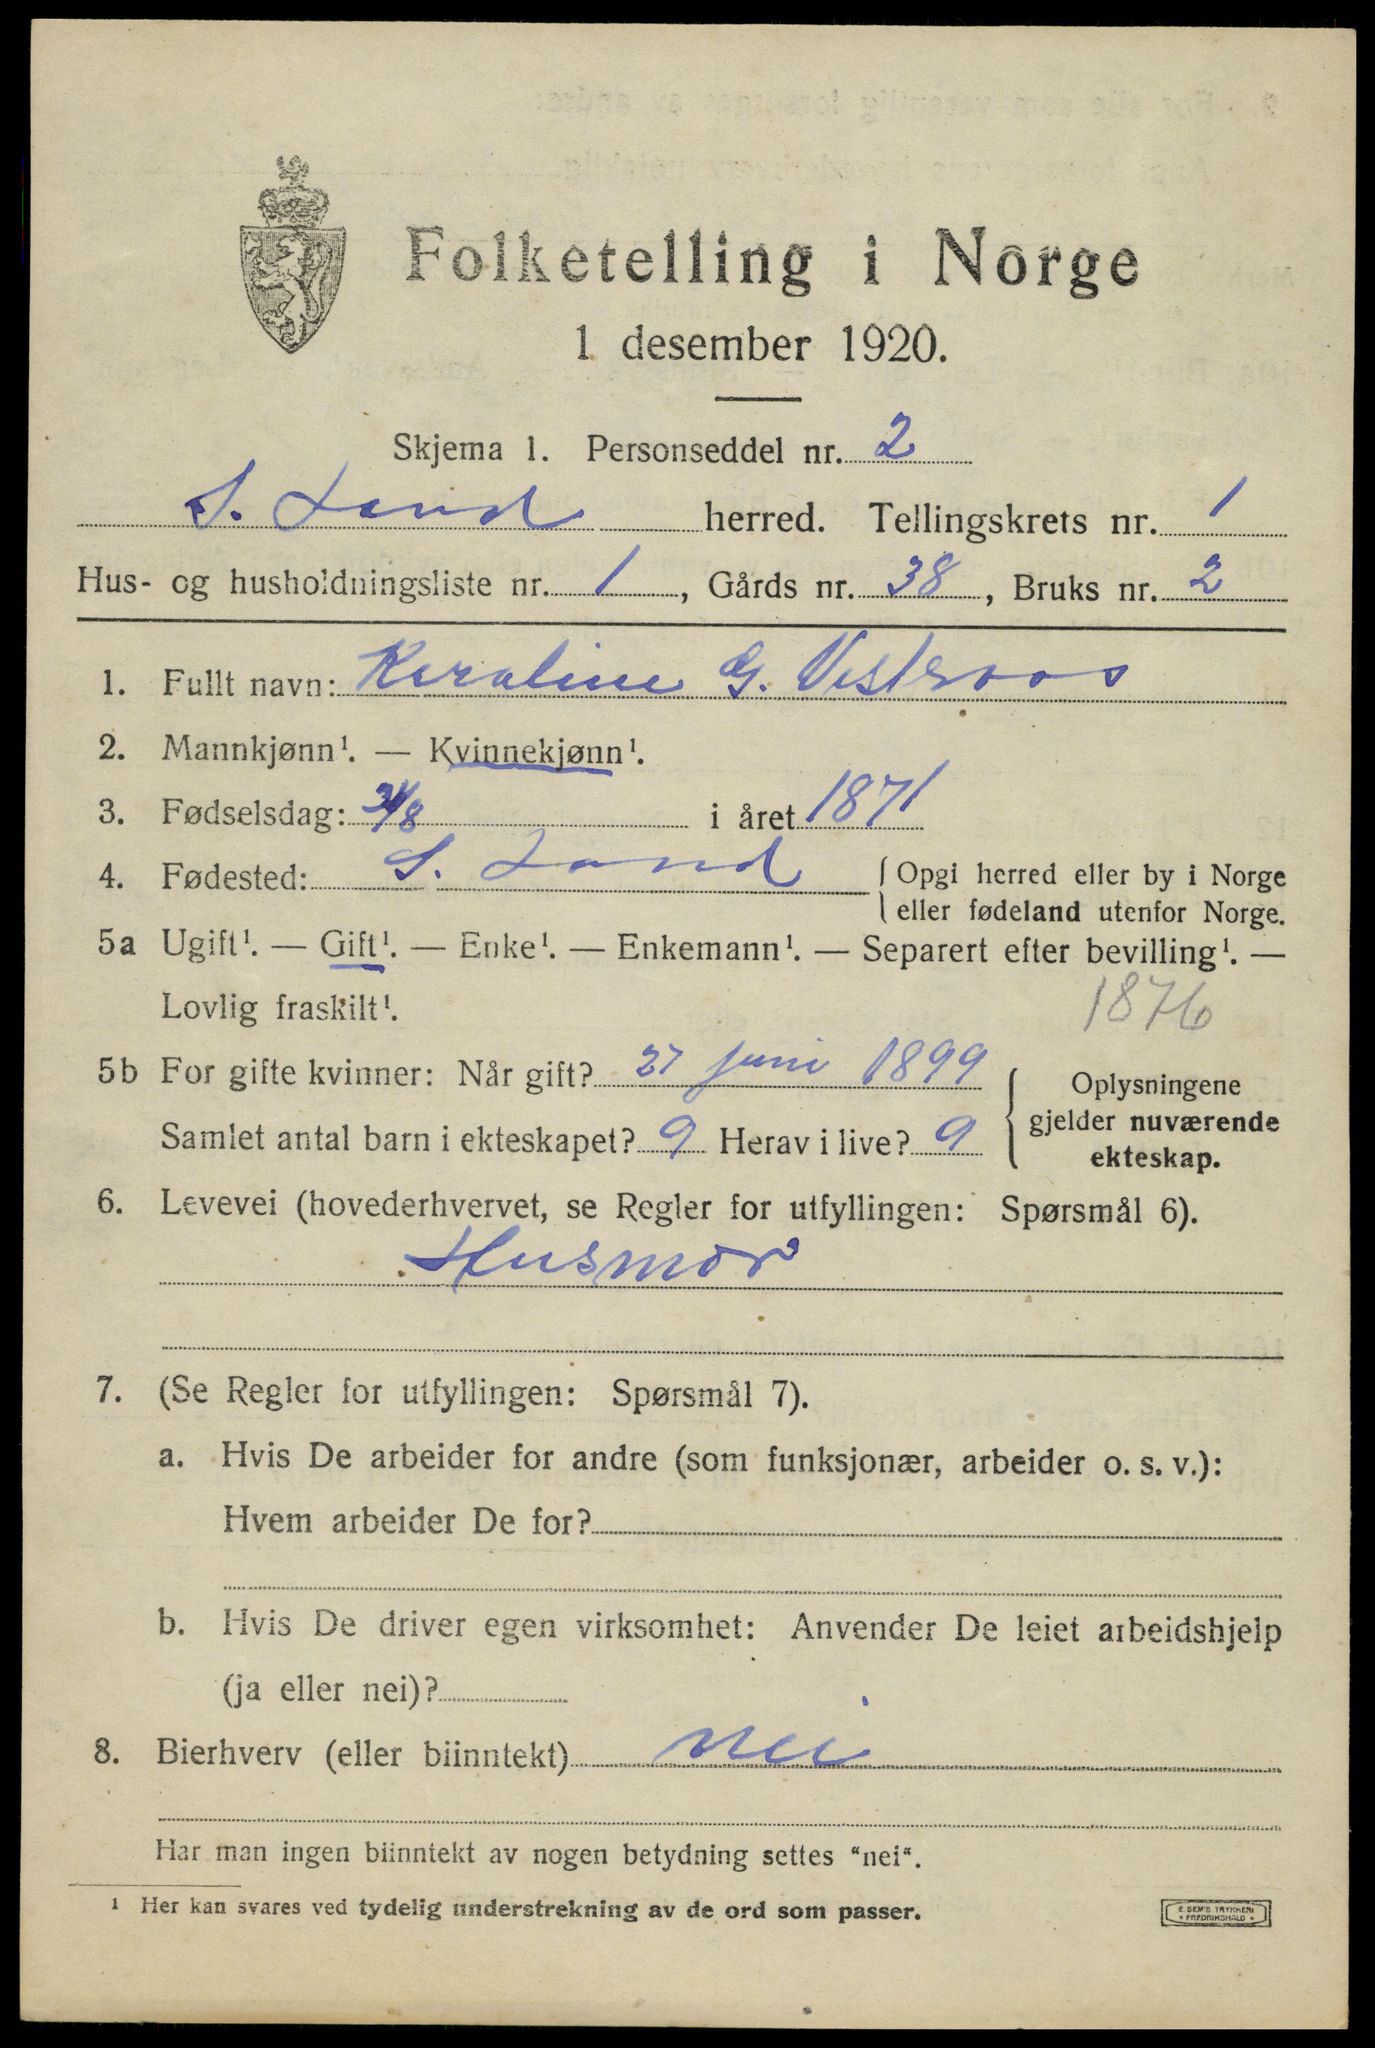 Folketelling i Norge
1 desember 1920.
Skjema 1. Personseddel nr. 2
S. Land herred. Tellingskrets nr. 1
Hus- og husholdningsliste nr. 1, Gårds nr. 38, Bruks nr. 2
1. Fullt navn: Karoline G. Vestraas
2. Mannkjønn¹. — Kvinnekjønn¹.
3. Fødselsdag: /8 i året 1871
4. Fødested: S. Land { Opgi herred eller by i Norge
eller fødeland utenfor Norge.
5a Ugift¹. — Gift¹. — Enke¹. — Enkemann¹. — Separert efter bevilling¹. —
Lovlig fraskilt¹. 1876
5b For gifte kvinner: Når gift? 27 juni 1899 { Oplysningene
Samlet antal barn i ekteskapet? 9 Herav i live? 9 gjelder nuværende
ekteskap.
6. Levevei (hovederhvervet, se Regler for utfyllingen: Spørsmål 6).
Husmor
7. (Se Regler for utfyllingen: Spørsmål 7).
a. Hvis De arbeider for andre (som funksjonær, arbeider o. s. v.):
Hvem arbeider De for?
b. Hvis De driver egen virksomhet: Anvender De leiet arbeidshjelp
(ja eller nei)?
8. Bierhverv (eller biinntekt) nei
Har man ingen biinntekt av nogen betydning settes "nei".
¹ Her kan svares ved tydelig understrekning av de ord som passer.
E. SEM'S TRYKKERI
FREDRIKSHALD